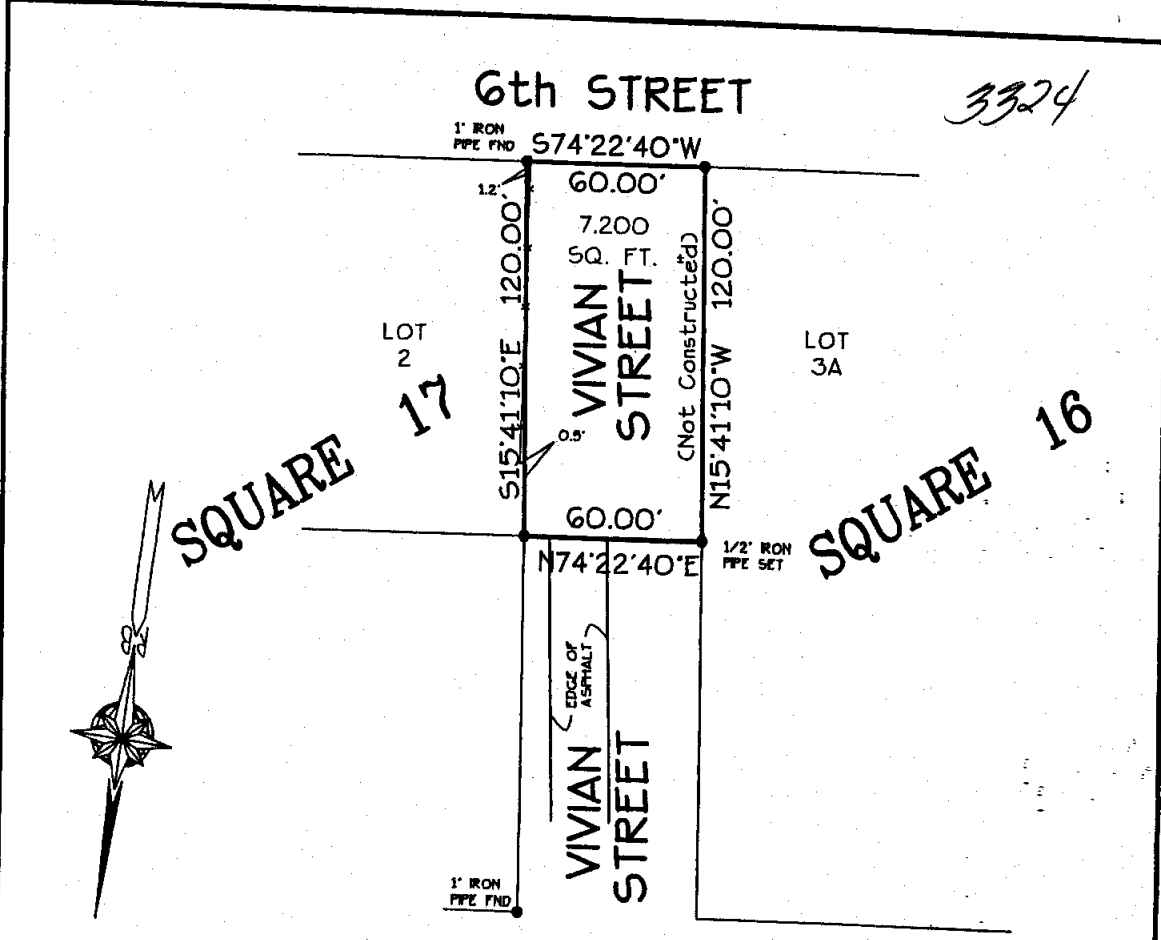 6th STREET
3324
1" IRON
PIPE FND
S74°22'40"W
60.00'
1.2'
7.200
SQ. FT.
S15°41'10"E 120.00'
VIVIAN
STREET
(Not Constructed)
N15°41'10"W 120.00'
LOT
2
LOT
3A
SQUARE 17
SQUARE 16
0.5'
60.00'
N74°22'40"E
1/2" IRON
PIPE SET
EDGE OF
ASPHALT
VIVIAN
STREET
1" IRON
PIPE FND